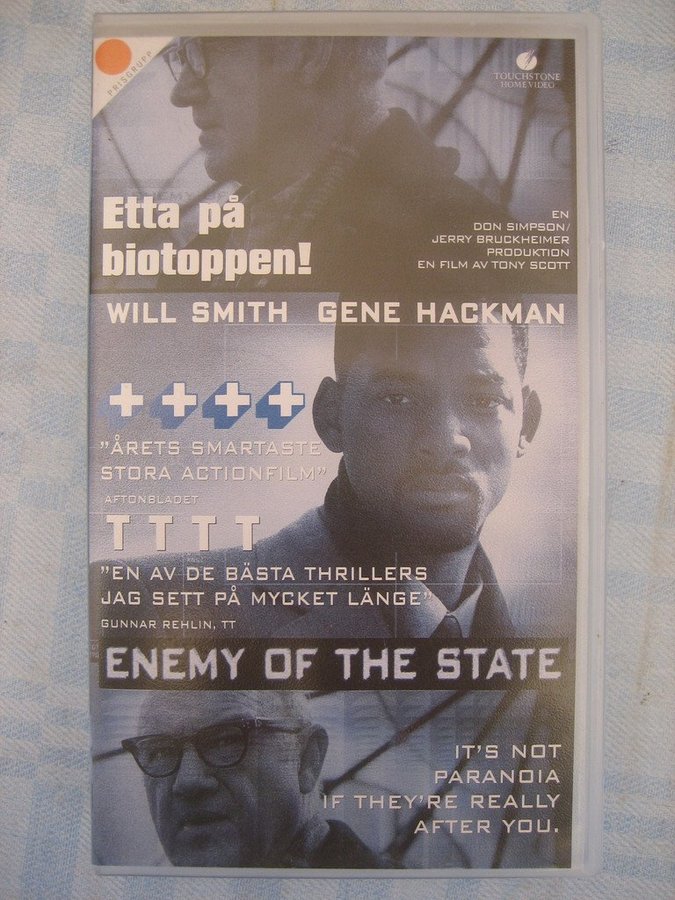 PRISGRUPP
TOUCHSTONE
HOME VIDEO
Etta på
biotoppen!
EN
DON SIMPSON/
JERRY BRUCKHEIMER
PRODUKTION
EN FILM AV TONY SCOTT
WILL SMITH GENE HACKMAN
++++
"ÅRETS SMARTASTE
STORA ACTIONFILM"
AFTONBLADET
TTTT
"EN AV DE BÄSTA THRILLERS
JAG SETT PÅ MYCKET LÄNGE"
GUNNAR REHLIN, TT
ENEMY OF THE STATE
IT'S NOT
PARANOIA
IF THEY'RE REALLY
AFTER YOU.